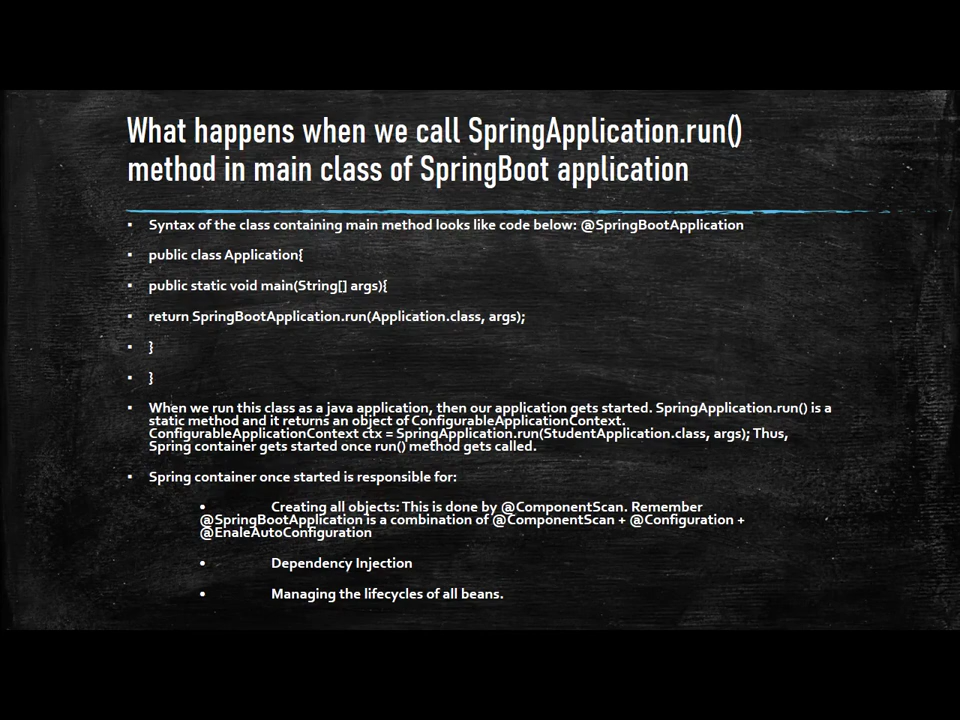 What happens when we call SpringApplication.run()
method in main class of SpringBoot application
▪ Syntax of the class containing main method looks like code below: @SpringBootApplication
▪ public class Application{
▪ public static void main(String[] args){
▪ return SpringBootApplication.run(Application.class, args);
▪ }
▪ }
▪ When we run this class as a java application, then our application gets started. SpringApplication.run() is a
static method and it returns an object of ConfigurableApplicationContext.
ConfigurableApplicationContext ctx = SpringApplication.run(StudentApplication.class, args); Thus,
Spring container gets started once run() method gets called.
▪ Spring container once started is responsible for:
• Creating all objects: This is done by @ComponentScan. Remember
@SpringBootApplication is a combination of @ComponentScan + @Configuration +
@EnaleAutoConfiguration
• Dependency Injection
• Managing the lifecycles of all beans.